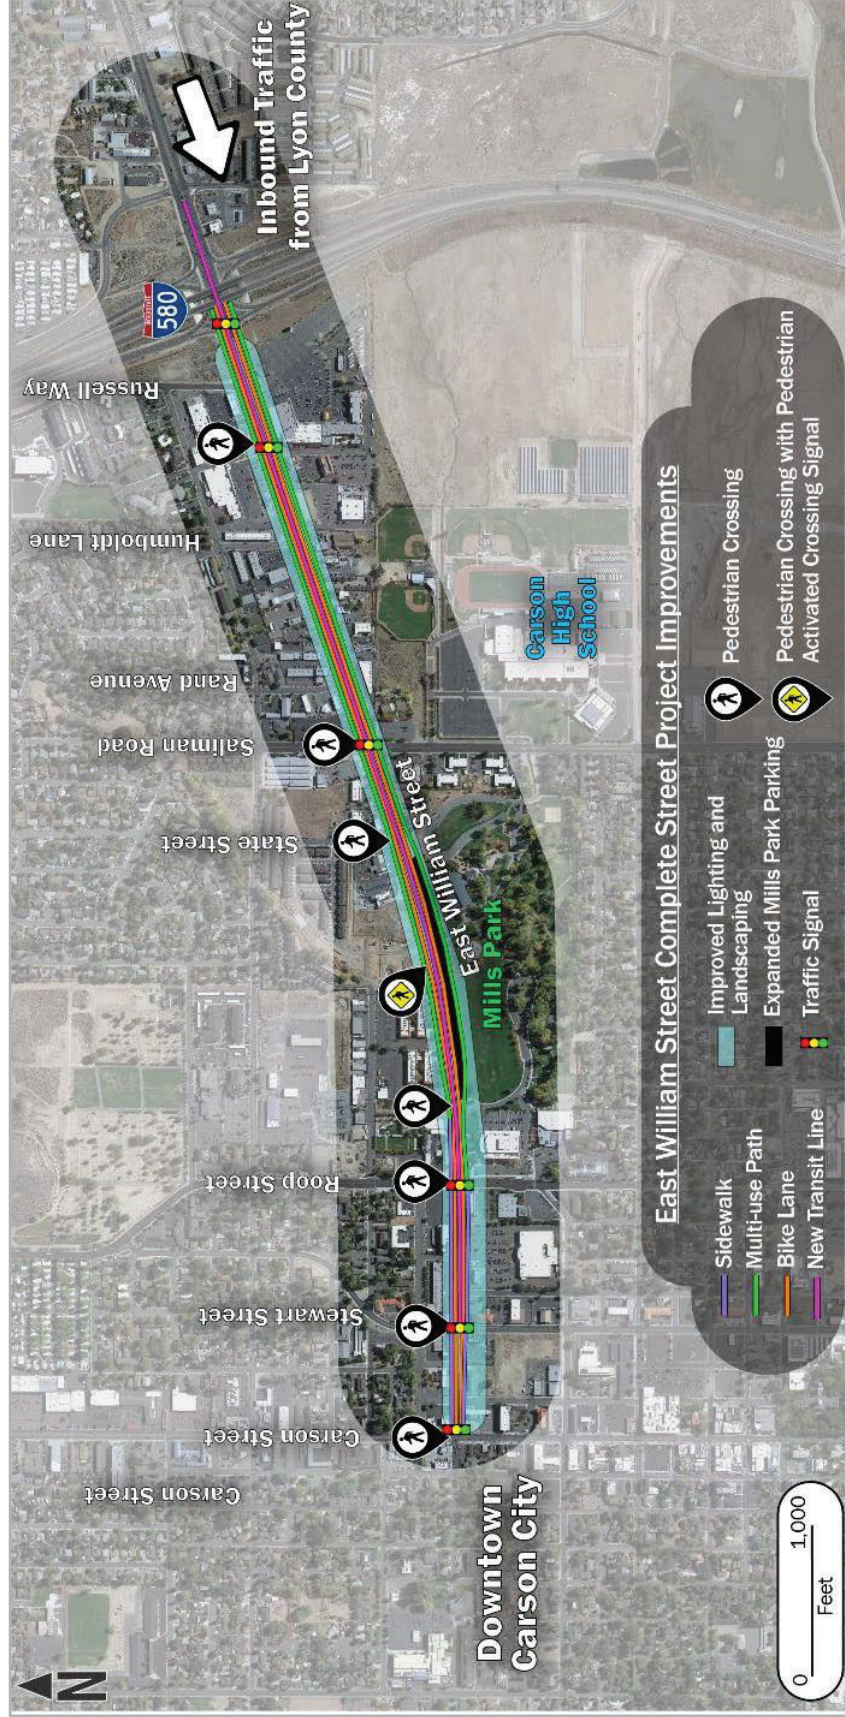 N
Downtown
Carson City
Carson Street
Carson Street
Stewart Street
Roop Street
State Street
Saliman Road
Rand Avenue
Humboldt Lane
Russell Way
INTERSTATE
580
Inbound Traffic
from Lyon County
East William Street
Mills Park
Carson
High
School
East William Street Complete Street Project Improvements
Sidewalk
Multi-use Path
Bike Lane
New Transit Line
Improved Lighting and
Landscaping
Expanded Mills Park Parking
Traffic Signal
Pedestrian Crossing
Pedestrian Crossing with Pedestrian
Activated Crossing Signal
0 1,000
Feet